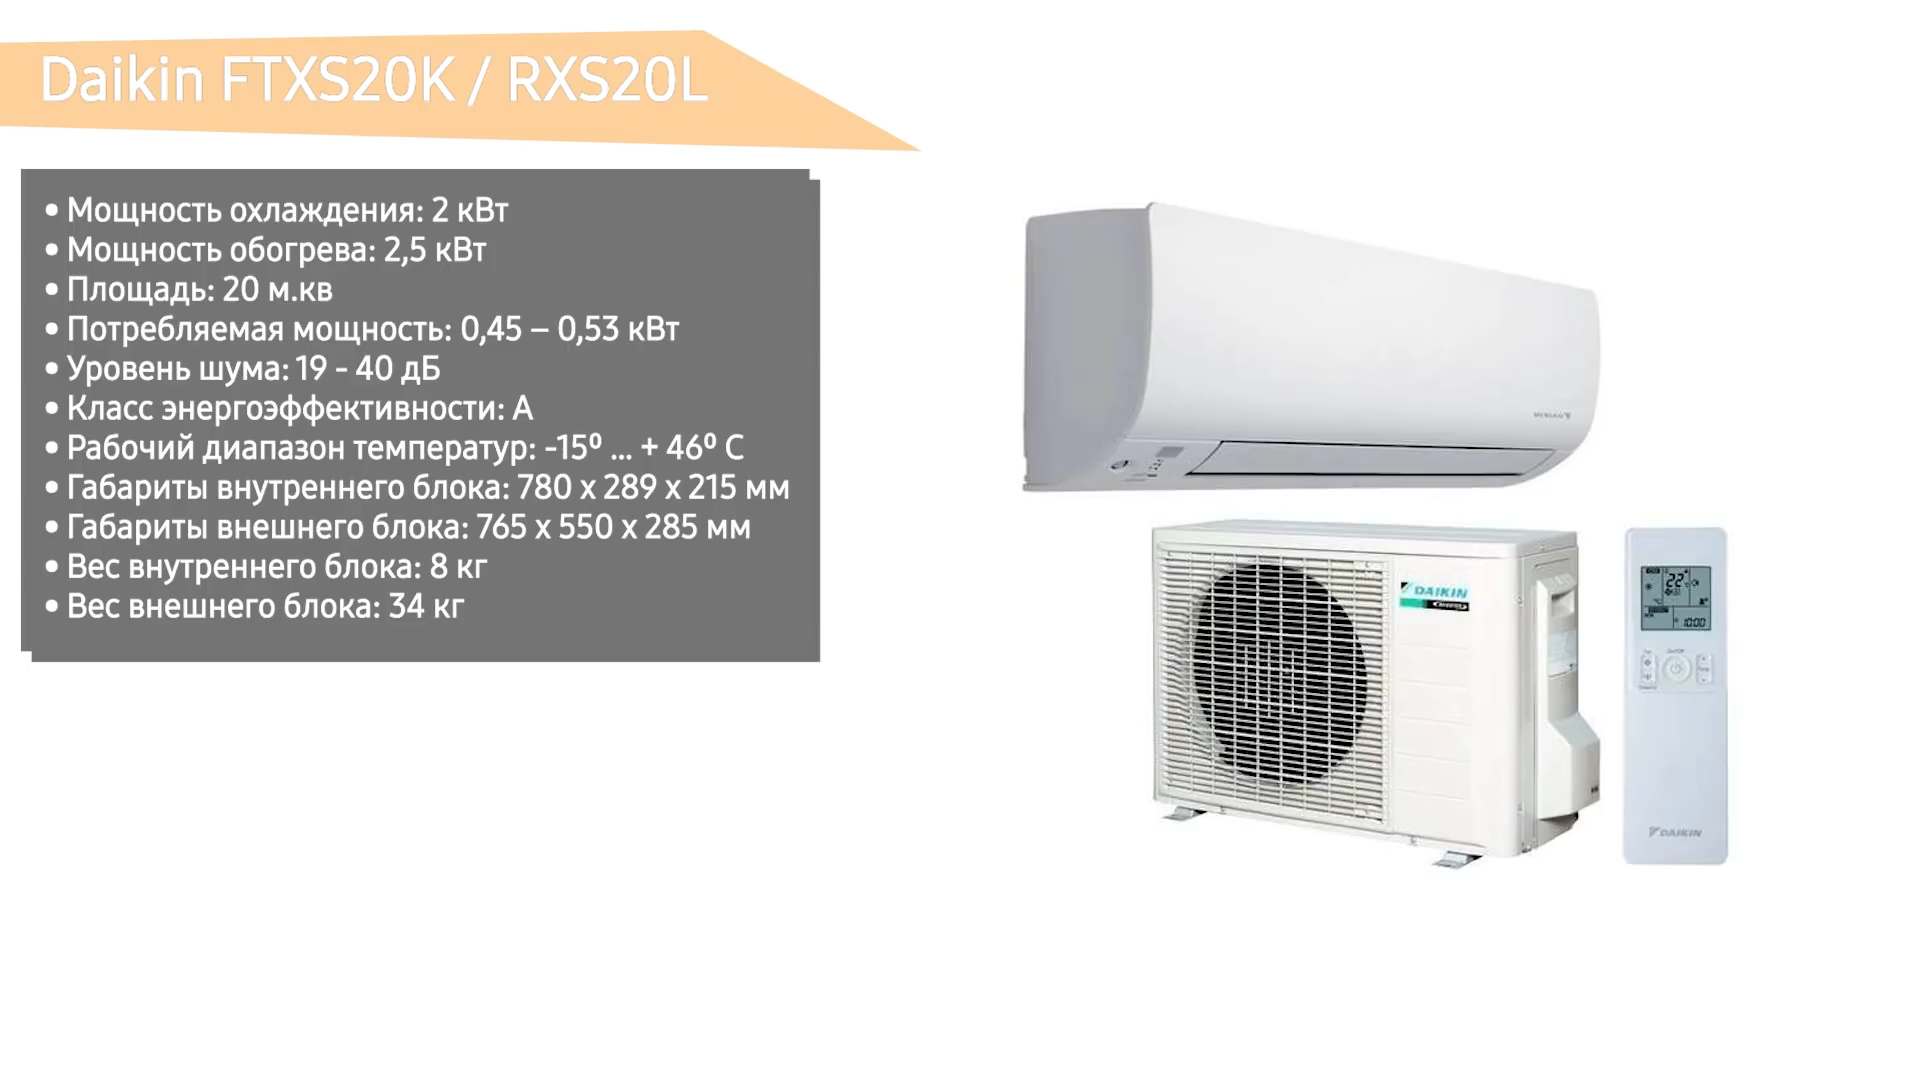 Daikin FTXS20K / RXS20L
• Мощность охлаждения: 2 кВт
• Мощность обогрева: 2,5 кВт
• Площадь: 20 м.кв
• Потребляемая мощность: 0,45 – 0,53 кВт
• Уровень шума: 19 - 40 дБ
• Класс энергоэффективности: А
• Рабочий диапазон температур: -15⁰ ... + 46⁰ С
• Габариты внутреннего блока: 780 x 289 x 215 мм
• Габариты внешнего блока: 765 x 550 x 285 мм
• Вес внутреннего блока: 8 кг
• Вес внешнего блока: 34 кг
DAIKIN
22
10:00
DAIKIN